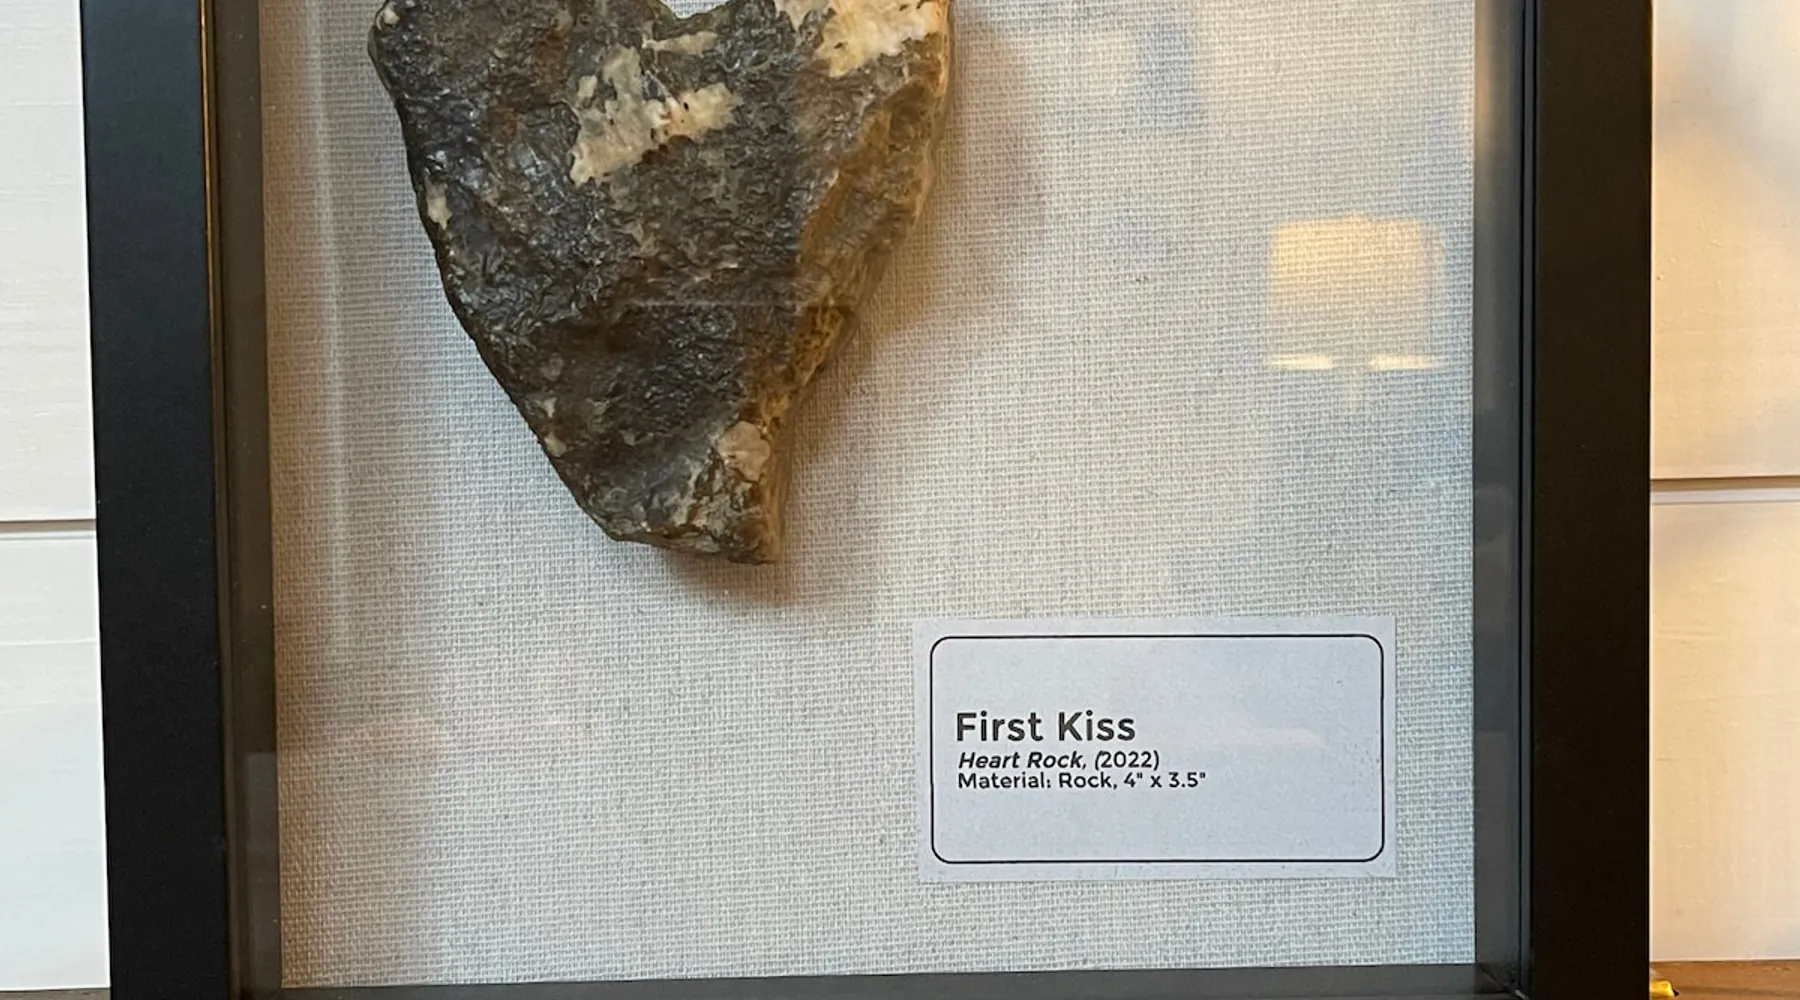 First Kiss
Heart Rock, (2022)
Material: Rock, 4" x 3.5"